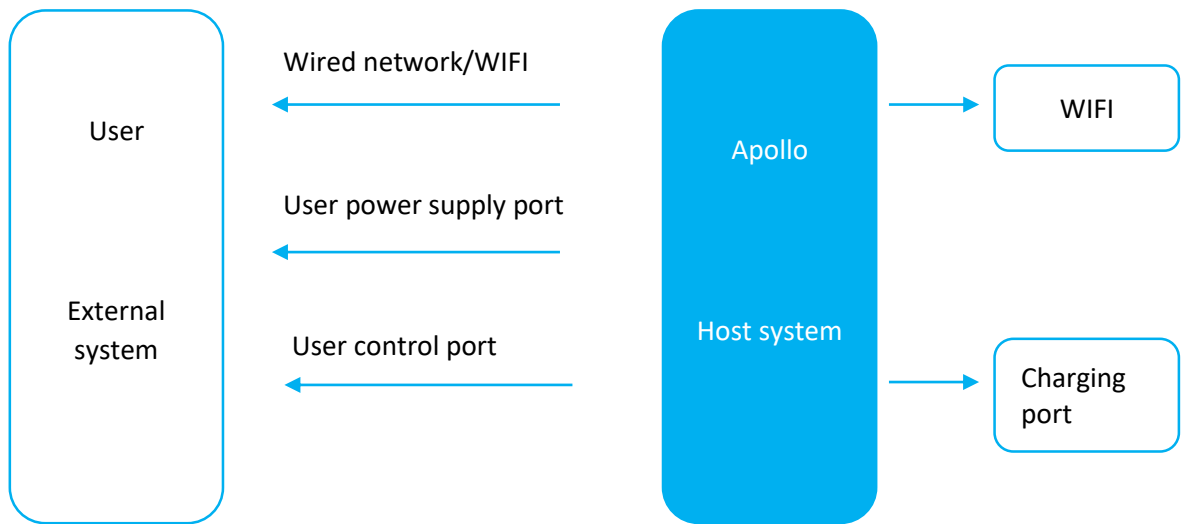 User
External
system
Wired network/WIFI
User power supply port
User control port
Apollo
Host system
WIFI
Charging
port